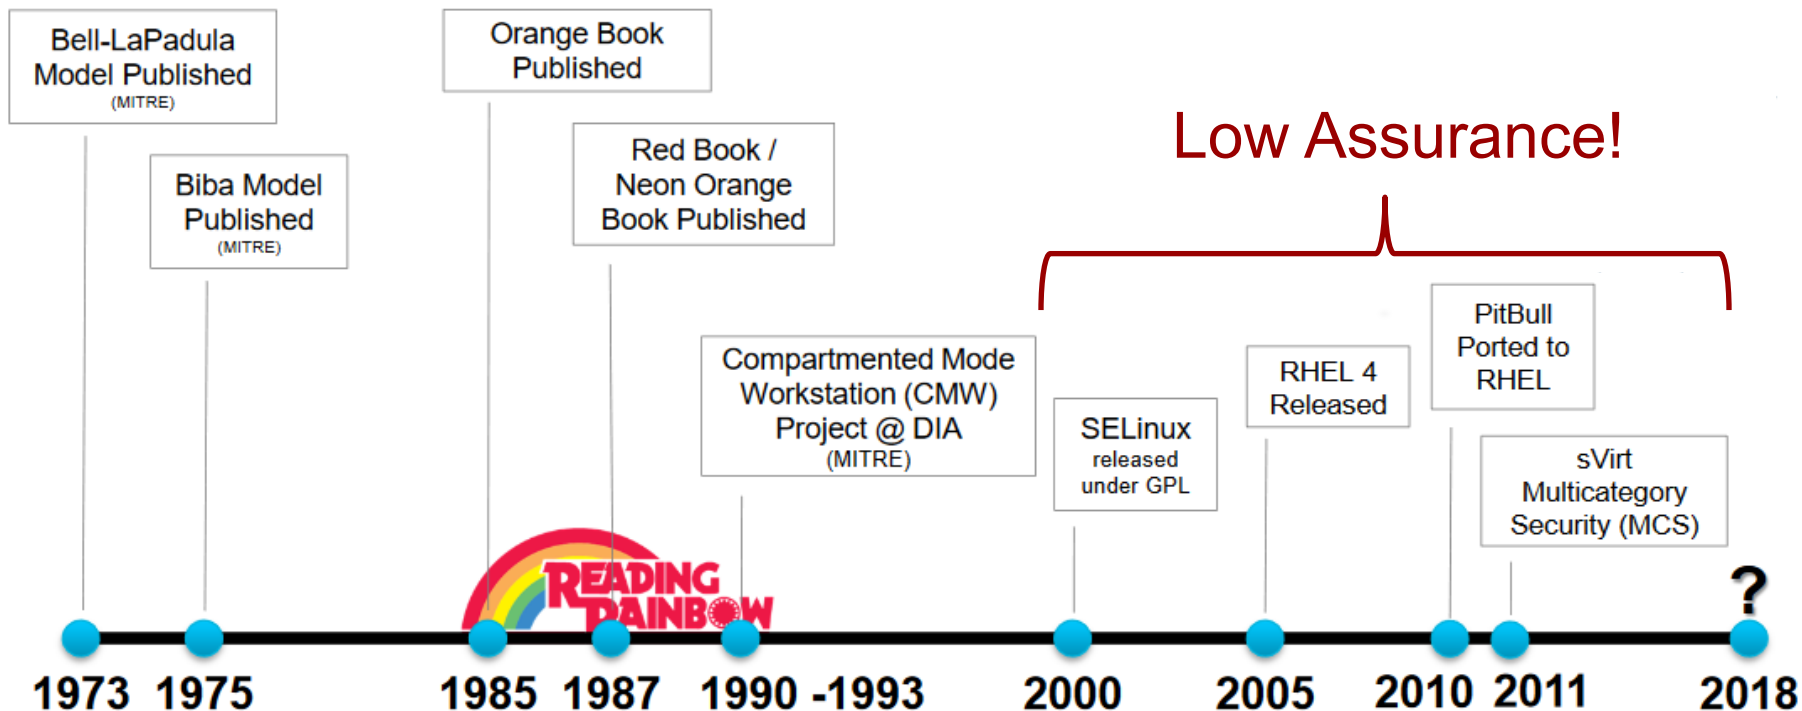 Bell-LaPadula
Model Published
(MITRE)
Biba Model
Published
(MITRE)
Orange Book
Published
Red Book /
Neon Orange
Book Published
Compartmented Mode
Workstation (CMW)
Project @ DIA
(MITRE)
Low Assurance!
SELinux
released
under GPL
RHEL 4
Released
PitBull
Ported to
RHEL
sVirt
Multicategory
Security (MCS)
READING
RAINBOW
?
1973 1975 1985 1987 1990 -1993 2000 2005 2010 2011 2018